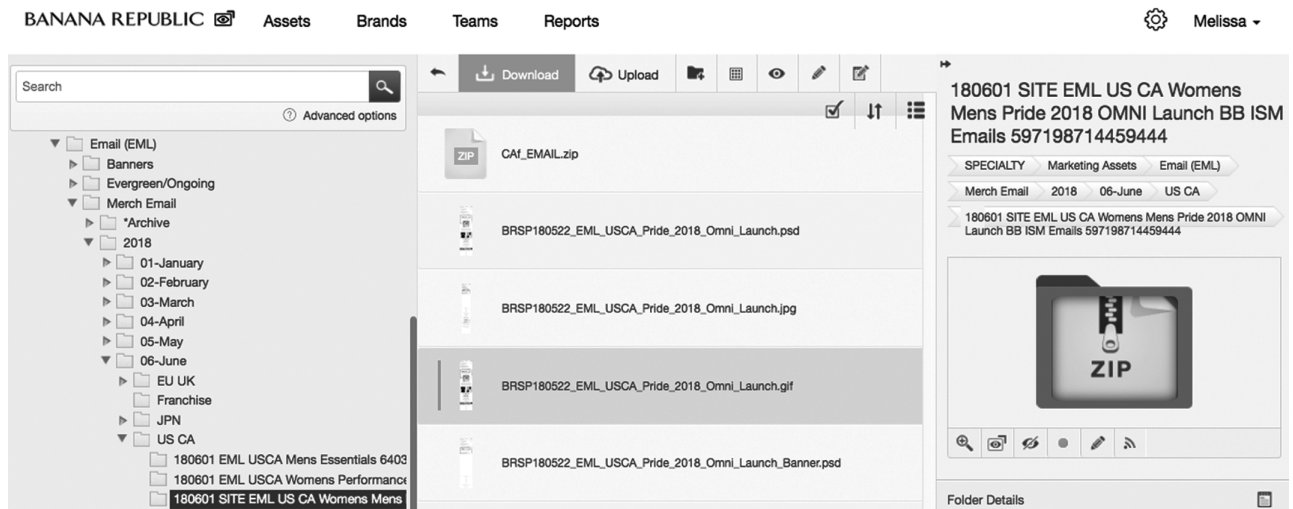 BANANA REPUBLIC Assets Brands Teams Reports Melissa
Search
Advanced options
Email (EML)
Banners
Evergreen/Ongoing
Merch Email
*Archive
2018
01-January
02-February
03-March
04-April
05-May
06-June
EU UK
Franchise
JPN
US CA
180601 EML USCA Mens Essentials 6403
180601 EML USCA Womens Performance
180601 SITE EML US CA Womens Mens
Download Upload
ZIP
CAf_EMAIL.zip
BRSP180522_EML_USCA_Pride_2018_Omni_Launch.psd
BRSP180522_EML_USCA_Pride_2018_Omni_Launch.jpg
BRSP180522_EML_USCA_Pride_2018_Omni_Launch.gif
BRSP180522_EML_USCA_Pride_2018_Omni_Launch_Banner.psd
180601 SITE EML US CA Womens
Mens Pride 2018 OMNI Launch BB ISM
Emails 597198714459444
SPECIALTY Marketing Assets Email (EML)
Merch Email 2018 06-June US CA
180601 SITE EML US CA Womens Mens Pride 2018 OMNI
Launch BB ISM Emails 597198714459444
ZIP
Folder Details